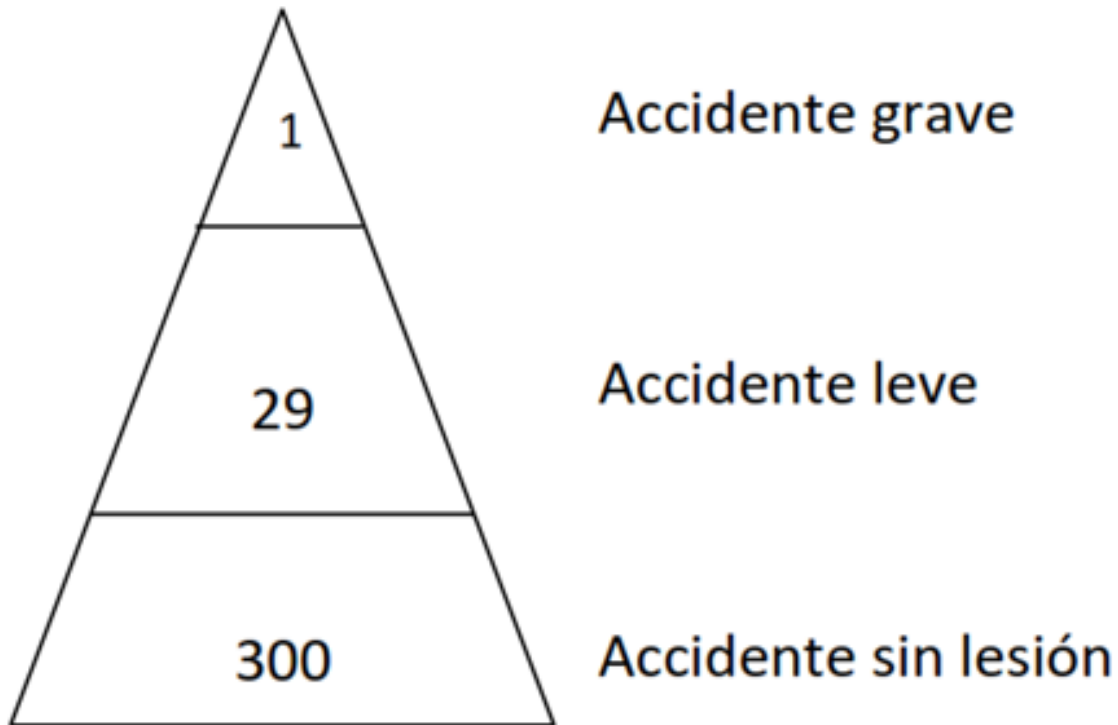 1
Accidente grave
29
Accidente leve
300
Accidente sin lesión